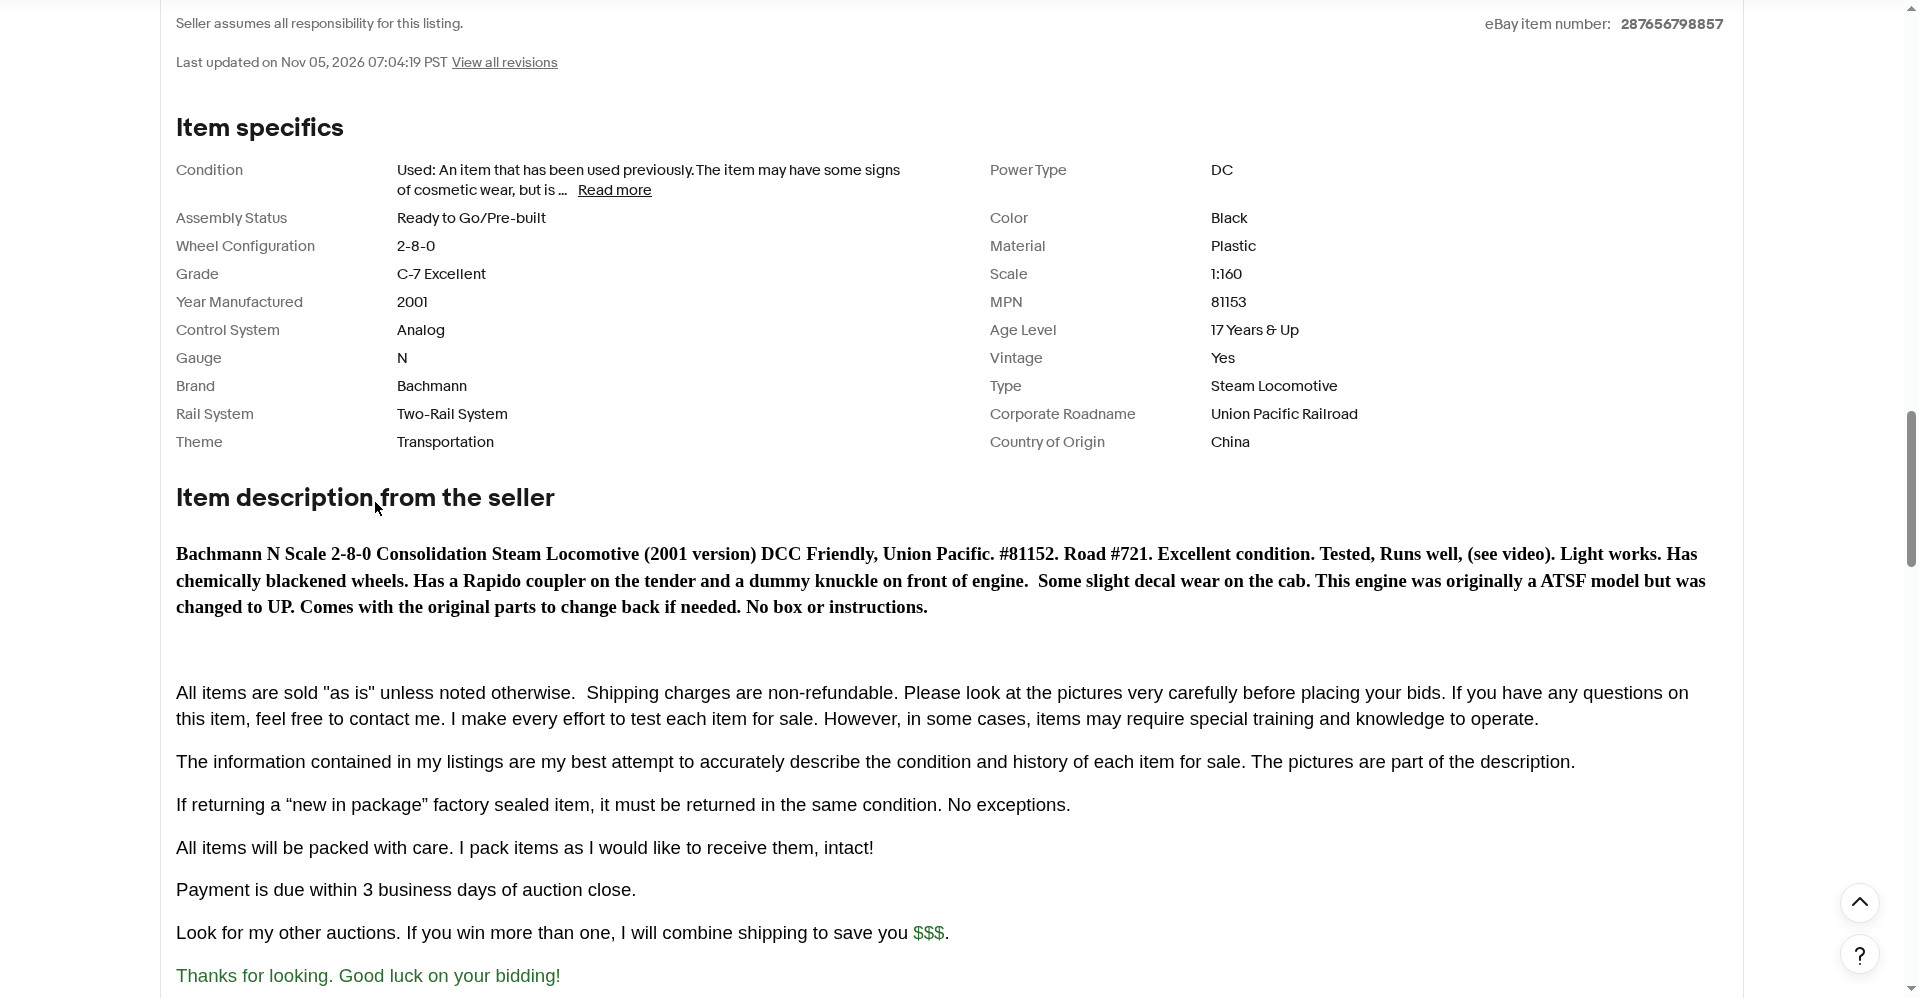 Seller assumes all responsibility for this listing.
eBay item number: 287656798857
Last updated on Nov 05, 2026 07:04:19 PST View all revisions
Item specifics
Condition
Used: An item that has been used previously. The item may have some signs
of cosmetic wear, but is ... Read more
Power Type
DC
Assembly Status
Ready to Go/Pre-built
Color
Black
Wheel Configuration
2-8-0
Material
Plastic
Grade
C-7 Excellent
Scale
1:160
Year Manufactured
2001
MPN
81153
Control System
Analog
Age Level
17 Years & Up
Gauge
N
Vintage
Yes
Brand
Bachmann
Type
Steam Locomotive
Rail System
Two-Rail System
Corporate Roadname
Union Pacific Railroad
Theme
Transportation
Country of Origin
China
Item description from the seller
Bachmann N Scale 2-8-0 Consolidation Steam Locomotive (2001 version) DCC Friendly, Union Pacific. #81152. Road #721. Excellent condition. Tested, Runs well, (see video). Light works. Has
chemically blackened wheels. Has a Rapido coupler on the tender and a dummy knuckle on front of engine.  Some slight decal wear on the cab. This engine was originally a ATSF model but was
changed to UP. Comes with the original parts to change back if needed. No box or instructions.
All items are sold "as is" unless noted otherwise.  Shipping charges are non-refundable. Please look at the pictures very carefully before placing your bids. If you have any questions on
this item, feel free to contact me. I make every effort to test each item for sale. However, in some cases, items may require special training and knowledge to operate.
The information contained in my listings are my best attempt to accurately describe the condition and history of each item for sale. The pictures are part of the description.
If returning a “new in package” factory sealed item, it must be returned in the same condition. No exceptions.
All items will be packed with care. I pack items as I would like to receive them, intact!
Payment is due within 3 business days of auction close.
Look for my other auctions. If you win more than one, I will combine shipping to save you $$$.
Thanks for looking. Good luck on your bidding!
?